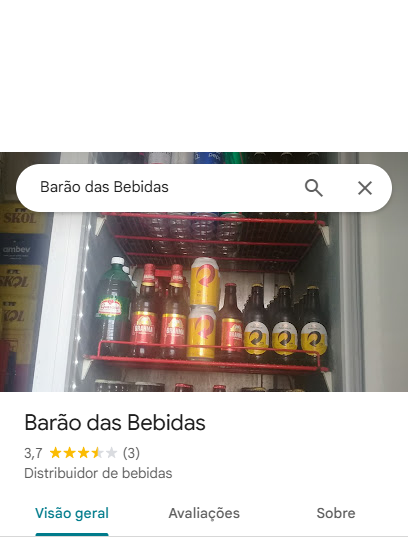 Barão das Bebidas
SKOL
ambev
SKOL
SKOL
BRAHMA
BRAHMA
Barão das Bebidas
3,7 (3)
Distribuidor de bebidas
Visão geral
Avaliações
Sobre